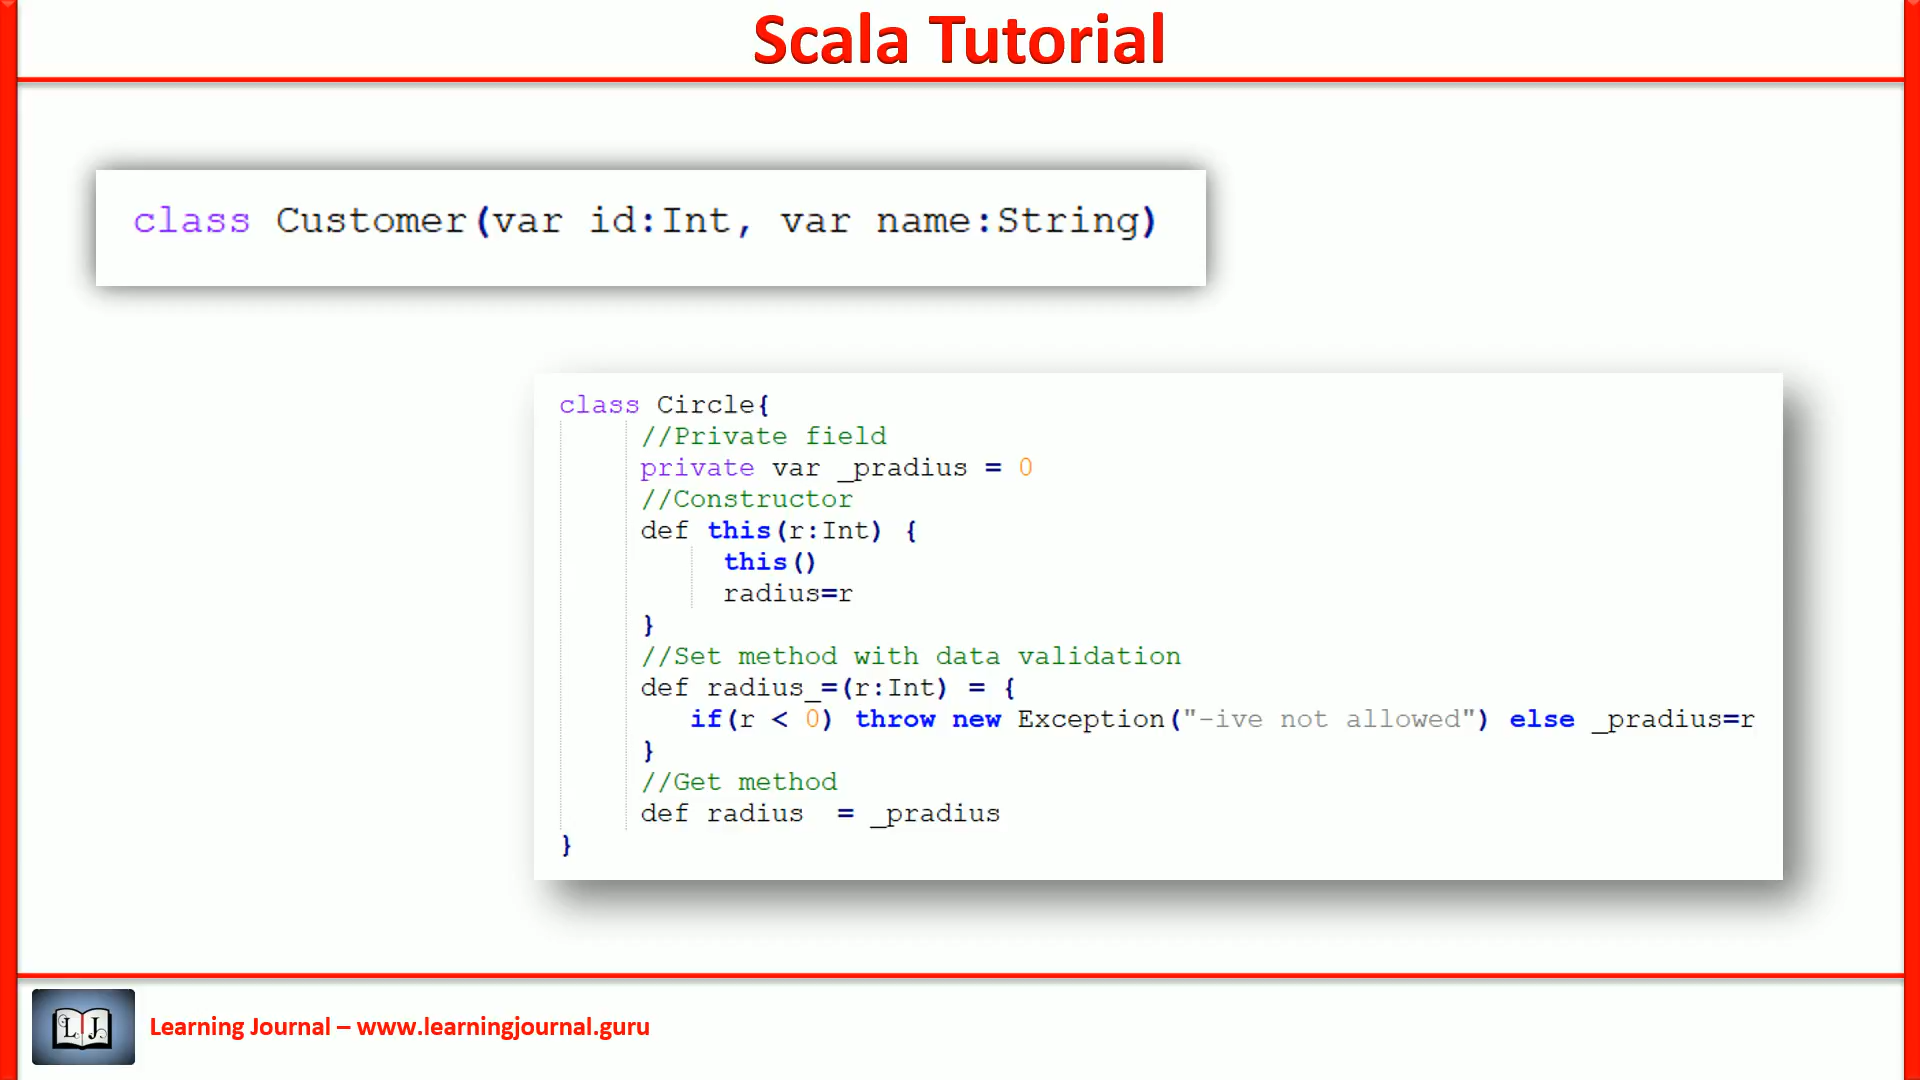 Scala Tutorial
class Customer(var id:Int, var name:String)
class Circle{
//Private field
private var _pradius = 0
//Constructor
def this(r:Int) {
this()
radius=r
}
//Set method with data validation
def radius_=(r:Int) = {
if(r < 0) throw new Exception("-ive not allowed") else _pradius=r
}
//Get method
def radius  = _pradius
}
LJ
Learning Journal – www.learningjournal.guru